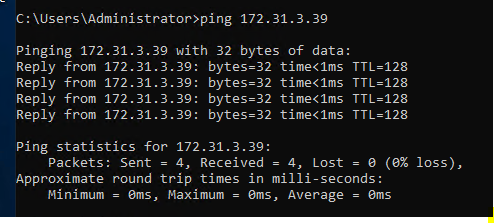 C:\Users\Administrator>ping 172.31.3.39
Pinging 172.31.3.39 with 32 bytes of data:
Reply from 172.31.3.39: bytes=32 time<1ms TTL=128
Reply from 172.31.3.39: bytes=32 time<1ms TTL=128
Reply from 172.31.3.39: bytes=32 time<1ms TTL=128
Reply from 172.31.3.39: bytes=32 time<1ms TTL=128
Ping statistics for 172.31.3.39:
    Packets: Sent = 4, Received = 4, Lost = 0 (0% loss),
Approximate round trip times in milli-seconds:
    Minimum = 0ms, Maximum = 0ms, Average = 0ms